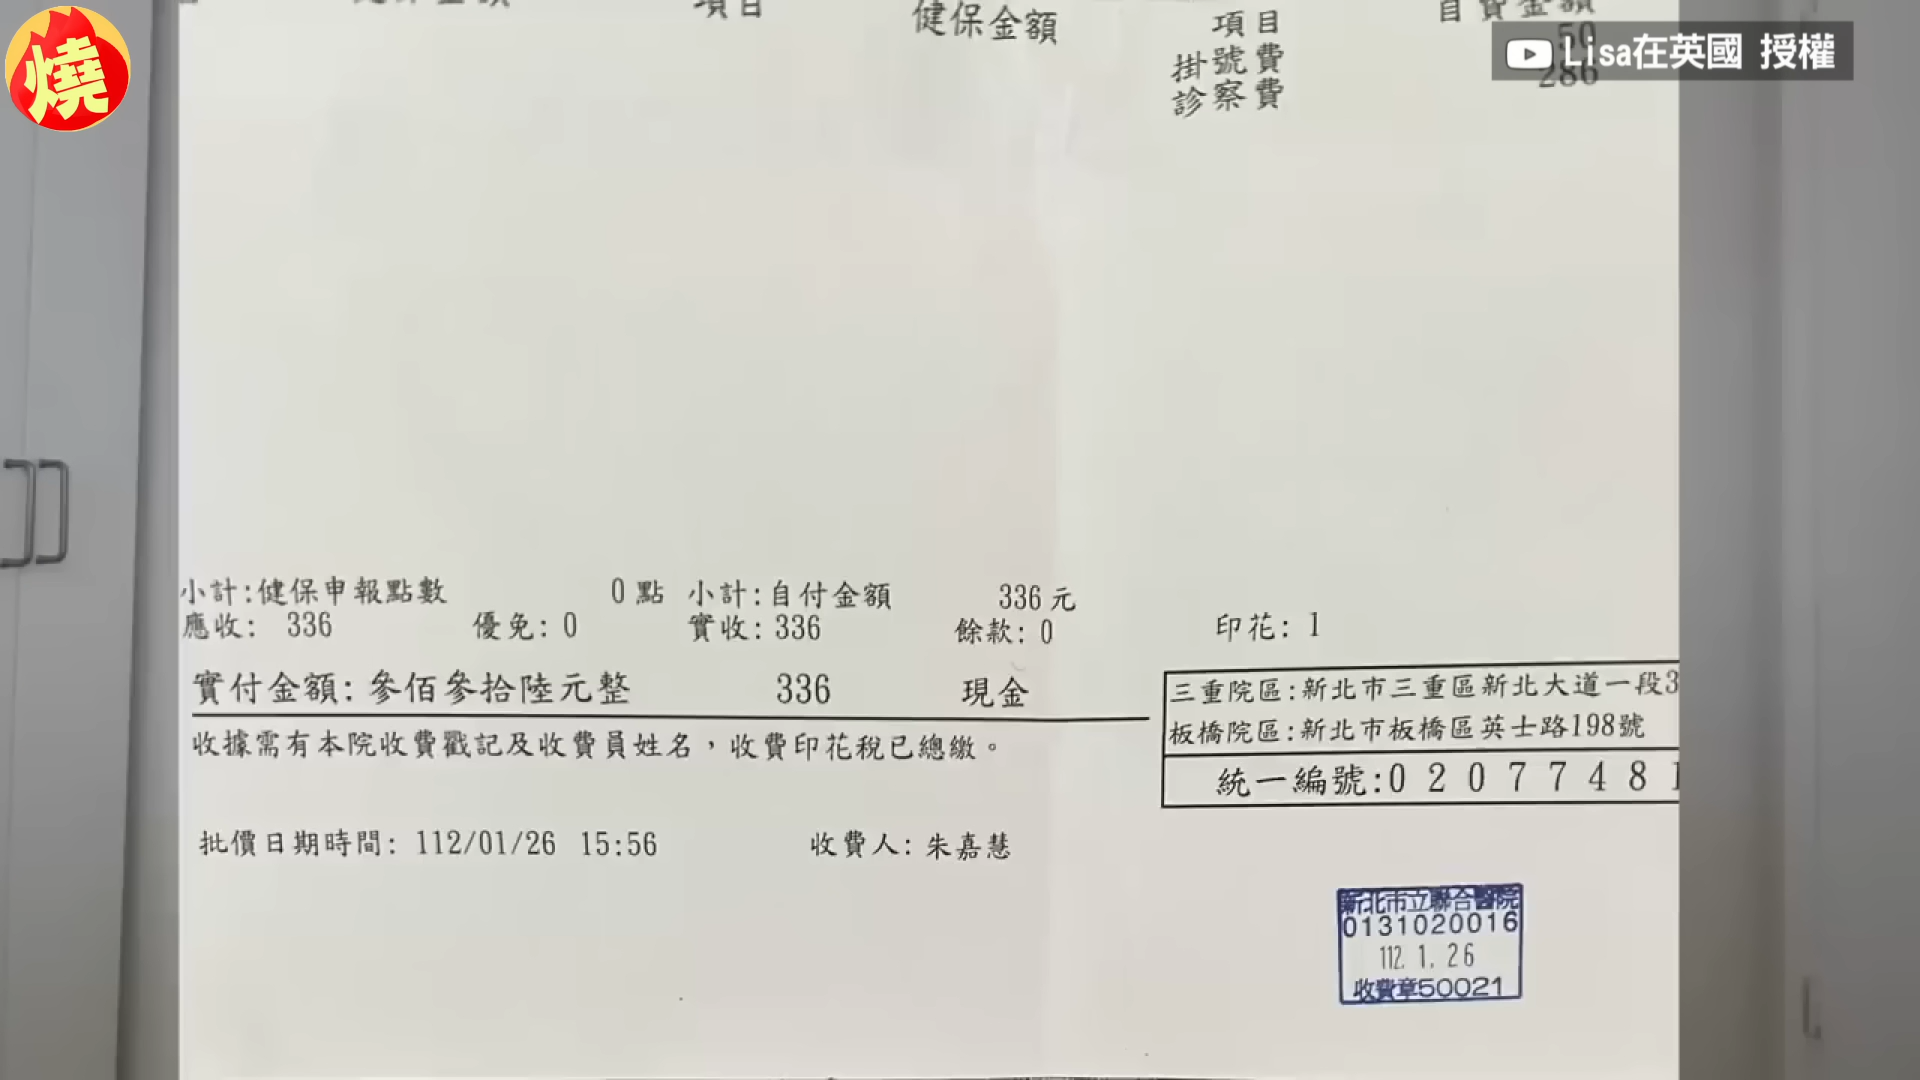 燒
Lisa在英國 授權
項目
健保金額
項目
自費金額
掛號費 50
診察費 286
小計:健保申報點數 0 點 小計:自付金額 336 元
應收: 336 優免: 0 實收: 336 餘款: 0 印花: 1
實付金額: 參佰參拾陸元整 336 現金
收據需有本院收費戳記及收費員姓名，收費印花稅已總繳。
三重院區:新北市三重區新北大道一段3
板橋院區:新北市板橋區英士路198號
統一編號:0 2 0 7 7 4 8 1
批價日期時間: 112/01/26 15:56 收費人: 朱嘉慧
新北市立聯合醫院
0131020016
112. 1. 26
收費章50021